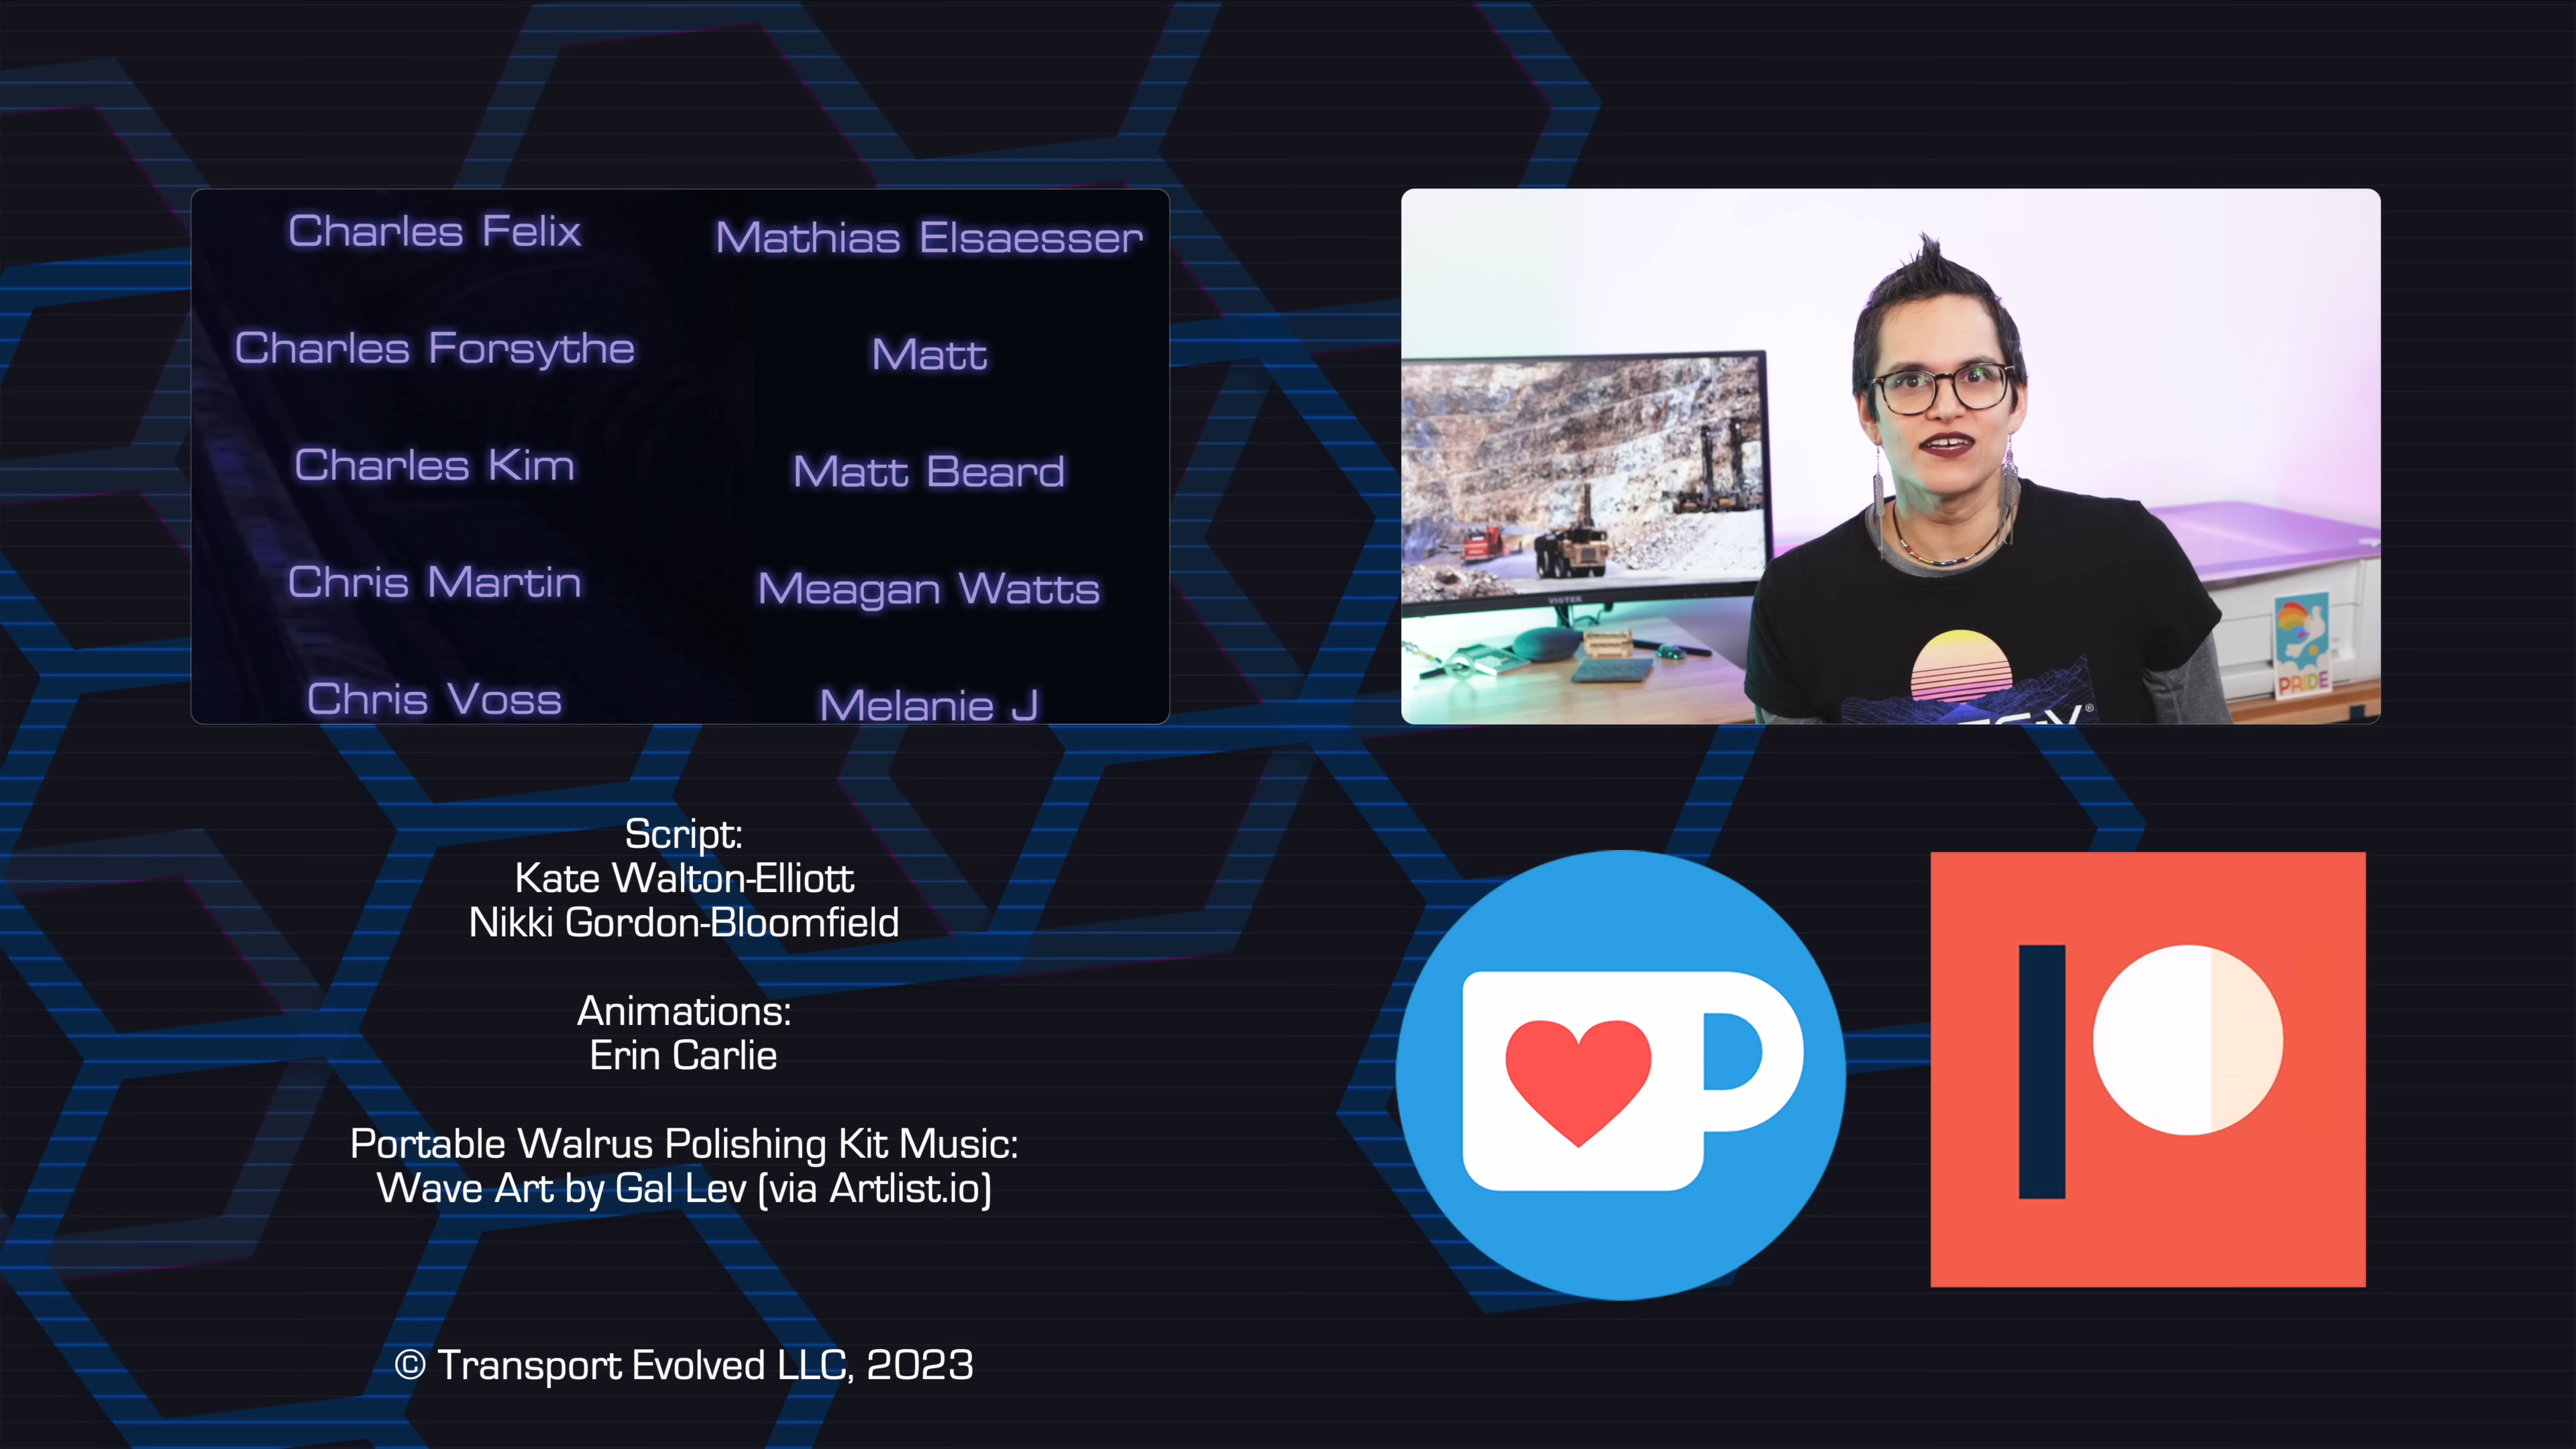 Charles Felix
Charles Forsythe
Charles Kim
Chris Martin
Chris Voss
Mathias Elsaesser
Matt
Matt Beard
Meagan Watts
Melanie J
VIOTEK
PRIDE
®
Script:
Kate Walton-Elliott
Nikki Gordon-Bloomfield
Animations:
Erin Carlie
Portable Walrus Polishing Kit Music:
Wave Art by Gal Lev (via Artlist.io)
© Transport Evolved LLC, 2023